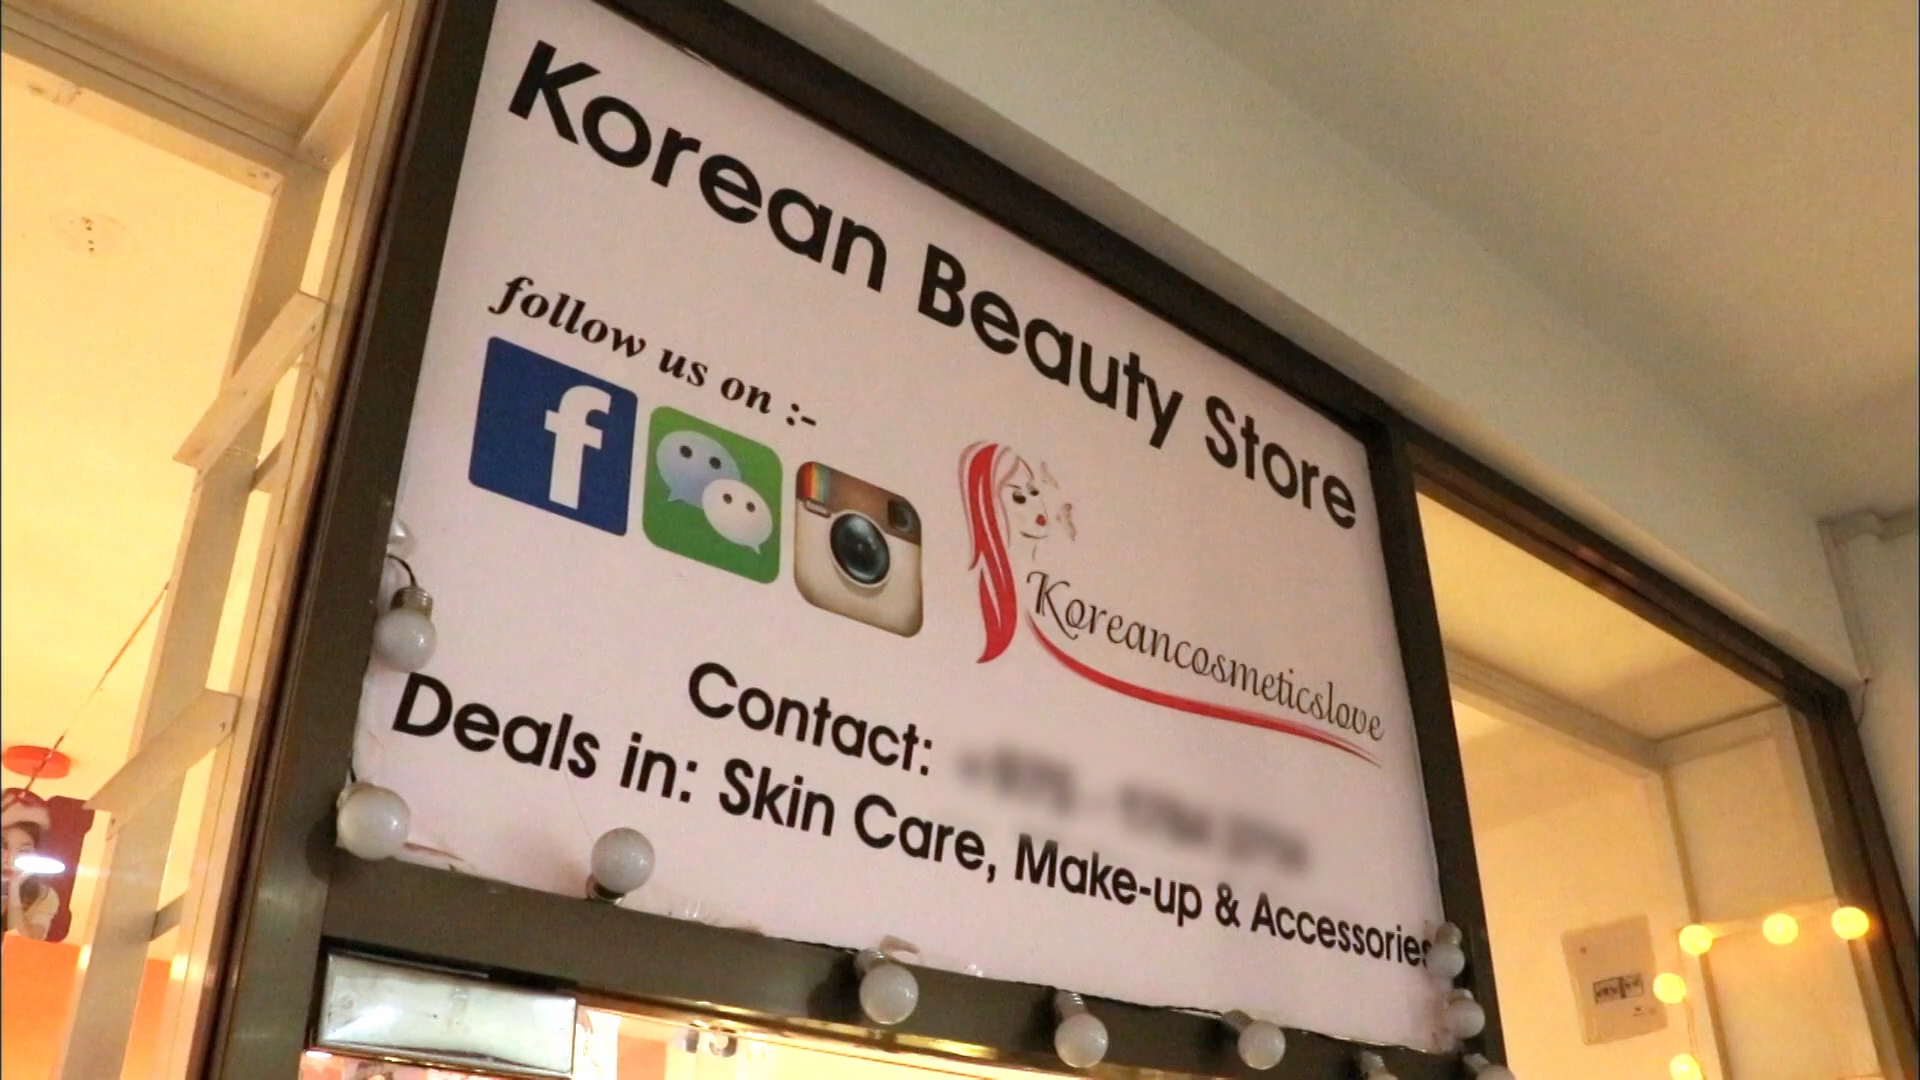 Korean Beauty Store
follow us on :-
f
Koreancosmeticslove
Contact:
Deals in: Skin Care, Make-up & Accessories